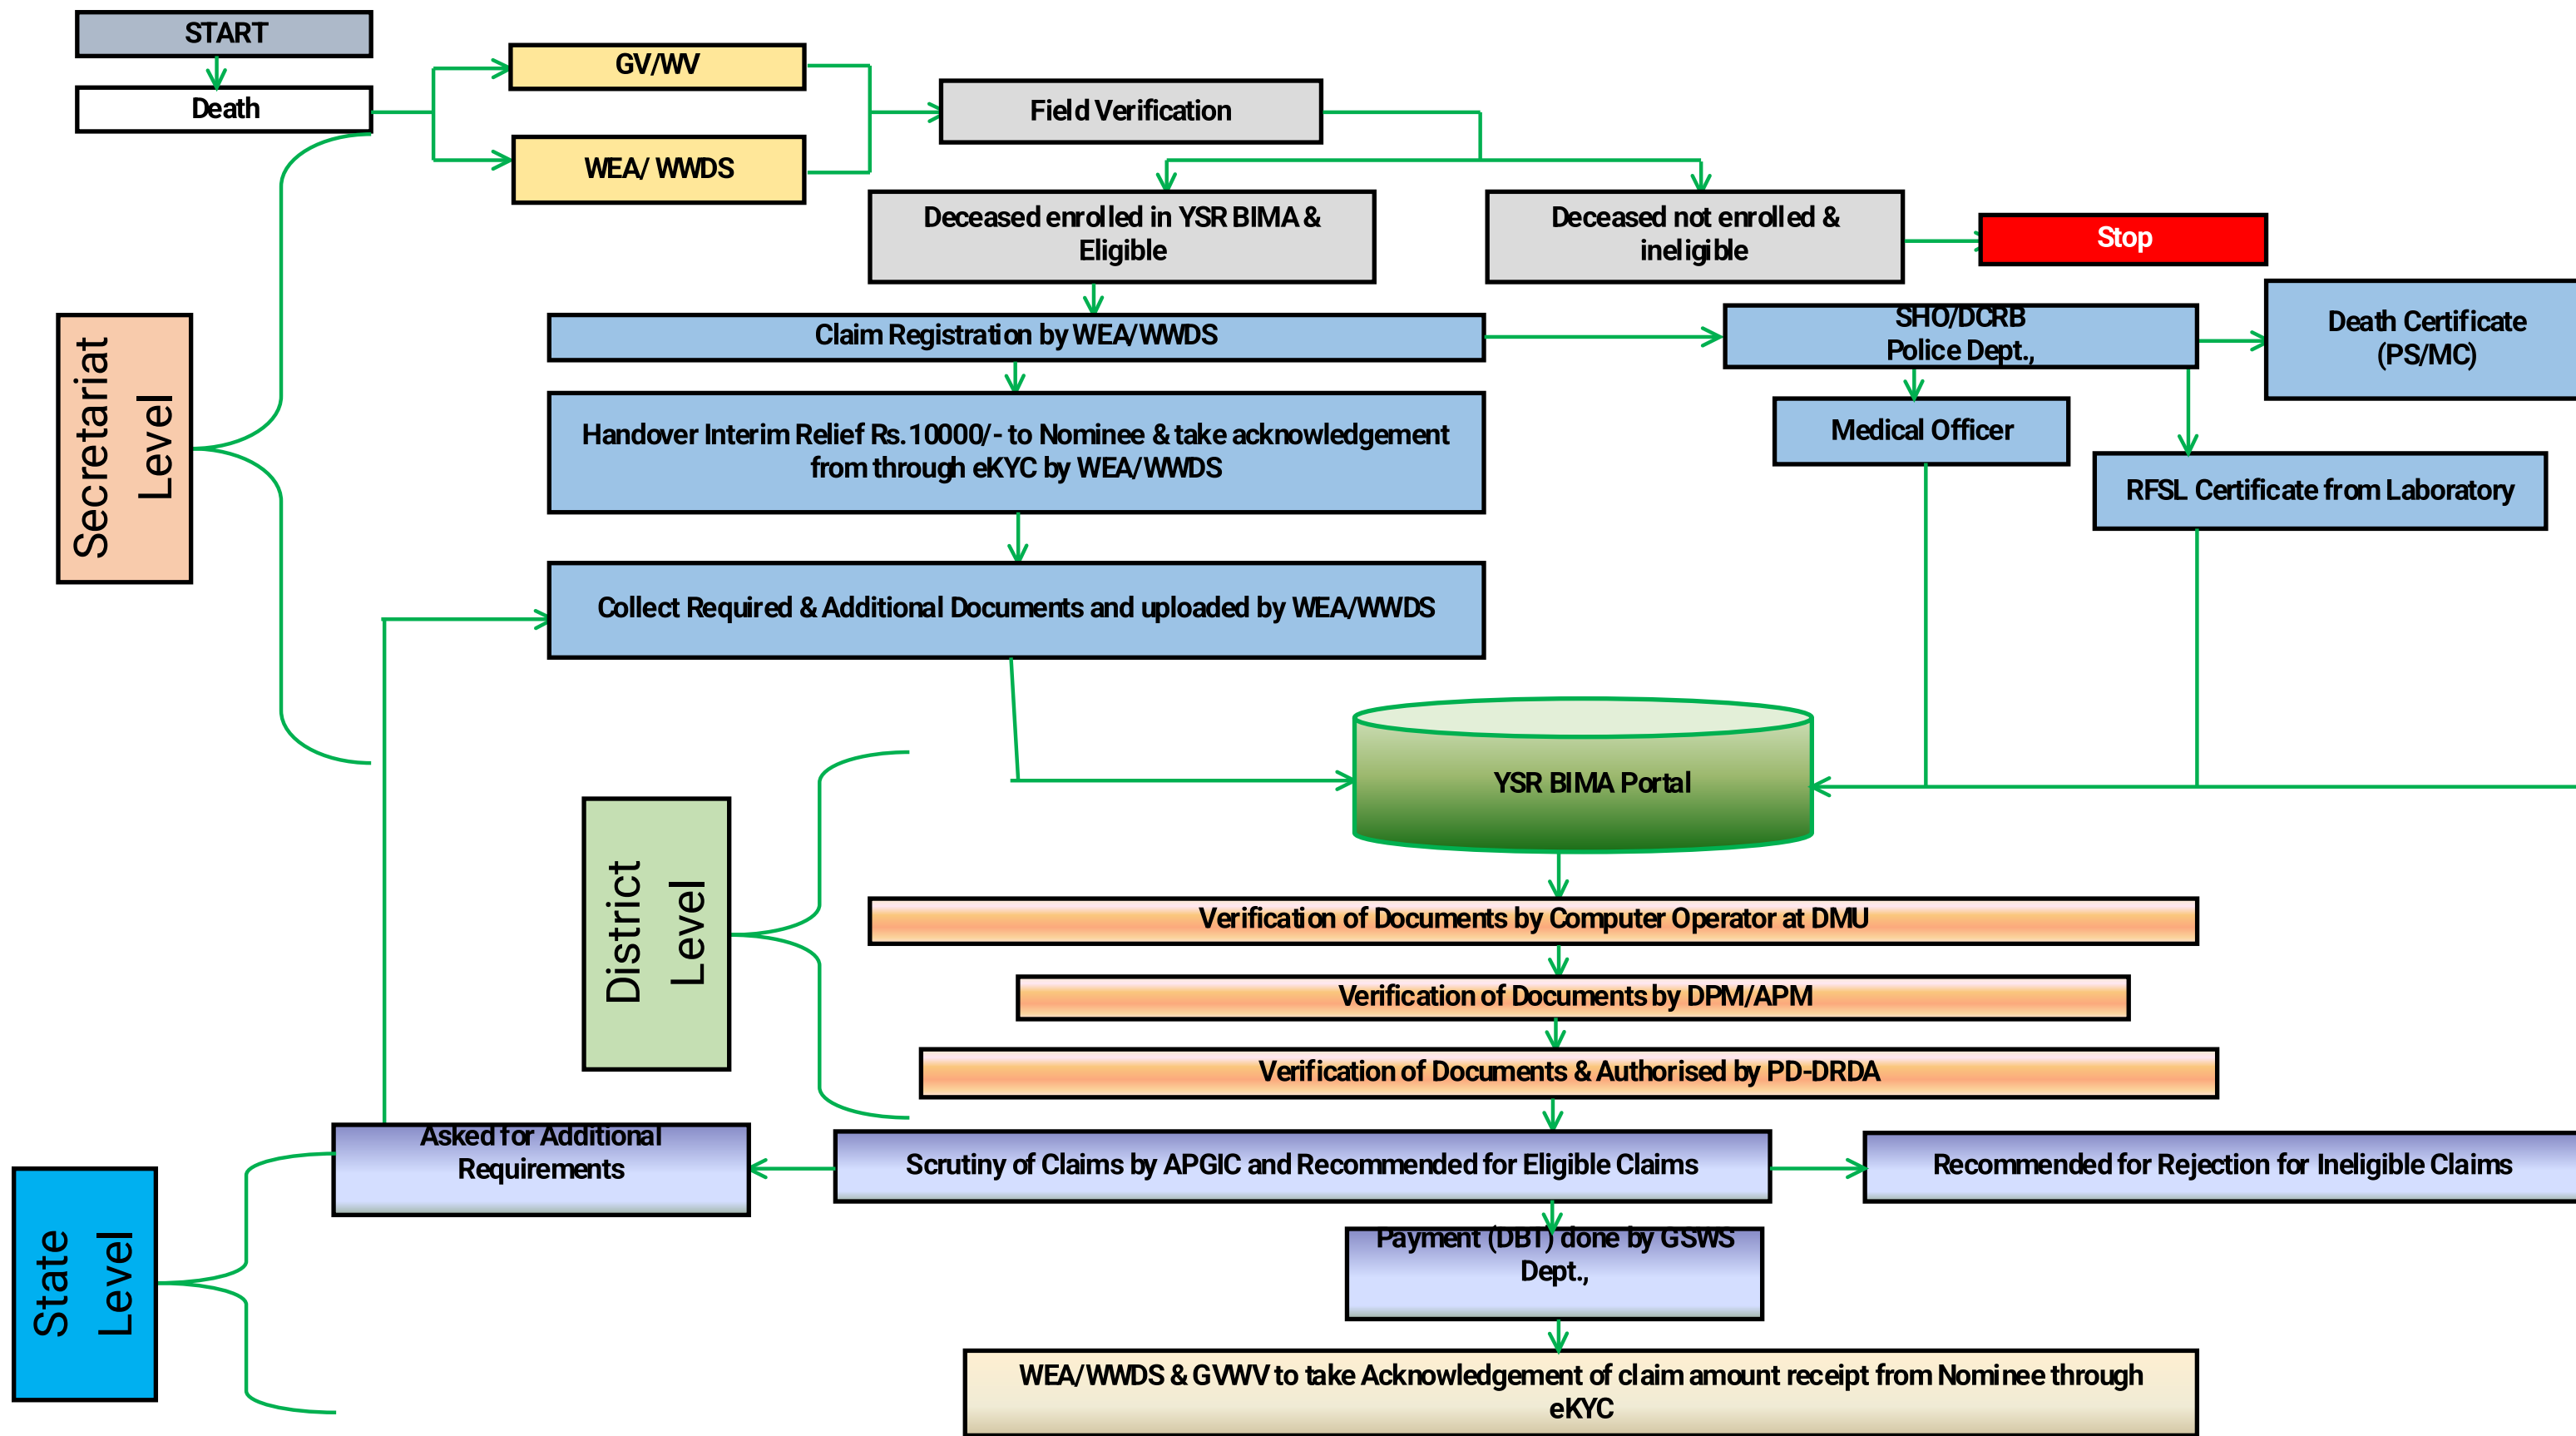 START
Death
GV/WV
WEA/ WWDS
Field Verification
Deceased enrolled in YSR BIMA &
Eligible
Deceased not enrolled &
ineligible
Stop
Secretariat
Level
Claim Registration by WEA/WWDS
SHO/DCRB
Police Dept.,
Death Certificate
(PS/MC)
Handover Interim Relief Rs.10000/- to Nominee & take acknowledgement
from through eKYC by WEA/WWDS
Medical Officer
RFSL Certificate from Laboratory
Collect Required & Additional Documents and uploaded by WEA/WWDS
YSR BIMA Portal
District
Level
Verification of Documents by Computer Operator at DMU
Verification of Documents by DPM/APM
Verification of Documents & Authorised by PD-DRDA
State
Level
Asked for Additional
Requirements
Scrutiny of Claims by APGIC and Recommended for Eligible Claims
Recommended for Rejection for Ineligible Claims
Payment (DBT) done by GSWS
Dept.,
WEA/WWDS & GVWV to take Acknowledgement of claim amount receipt from Nominee through
eKYC